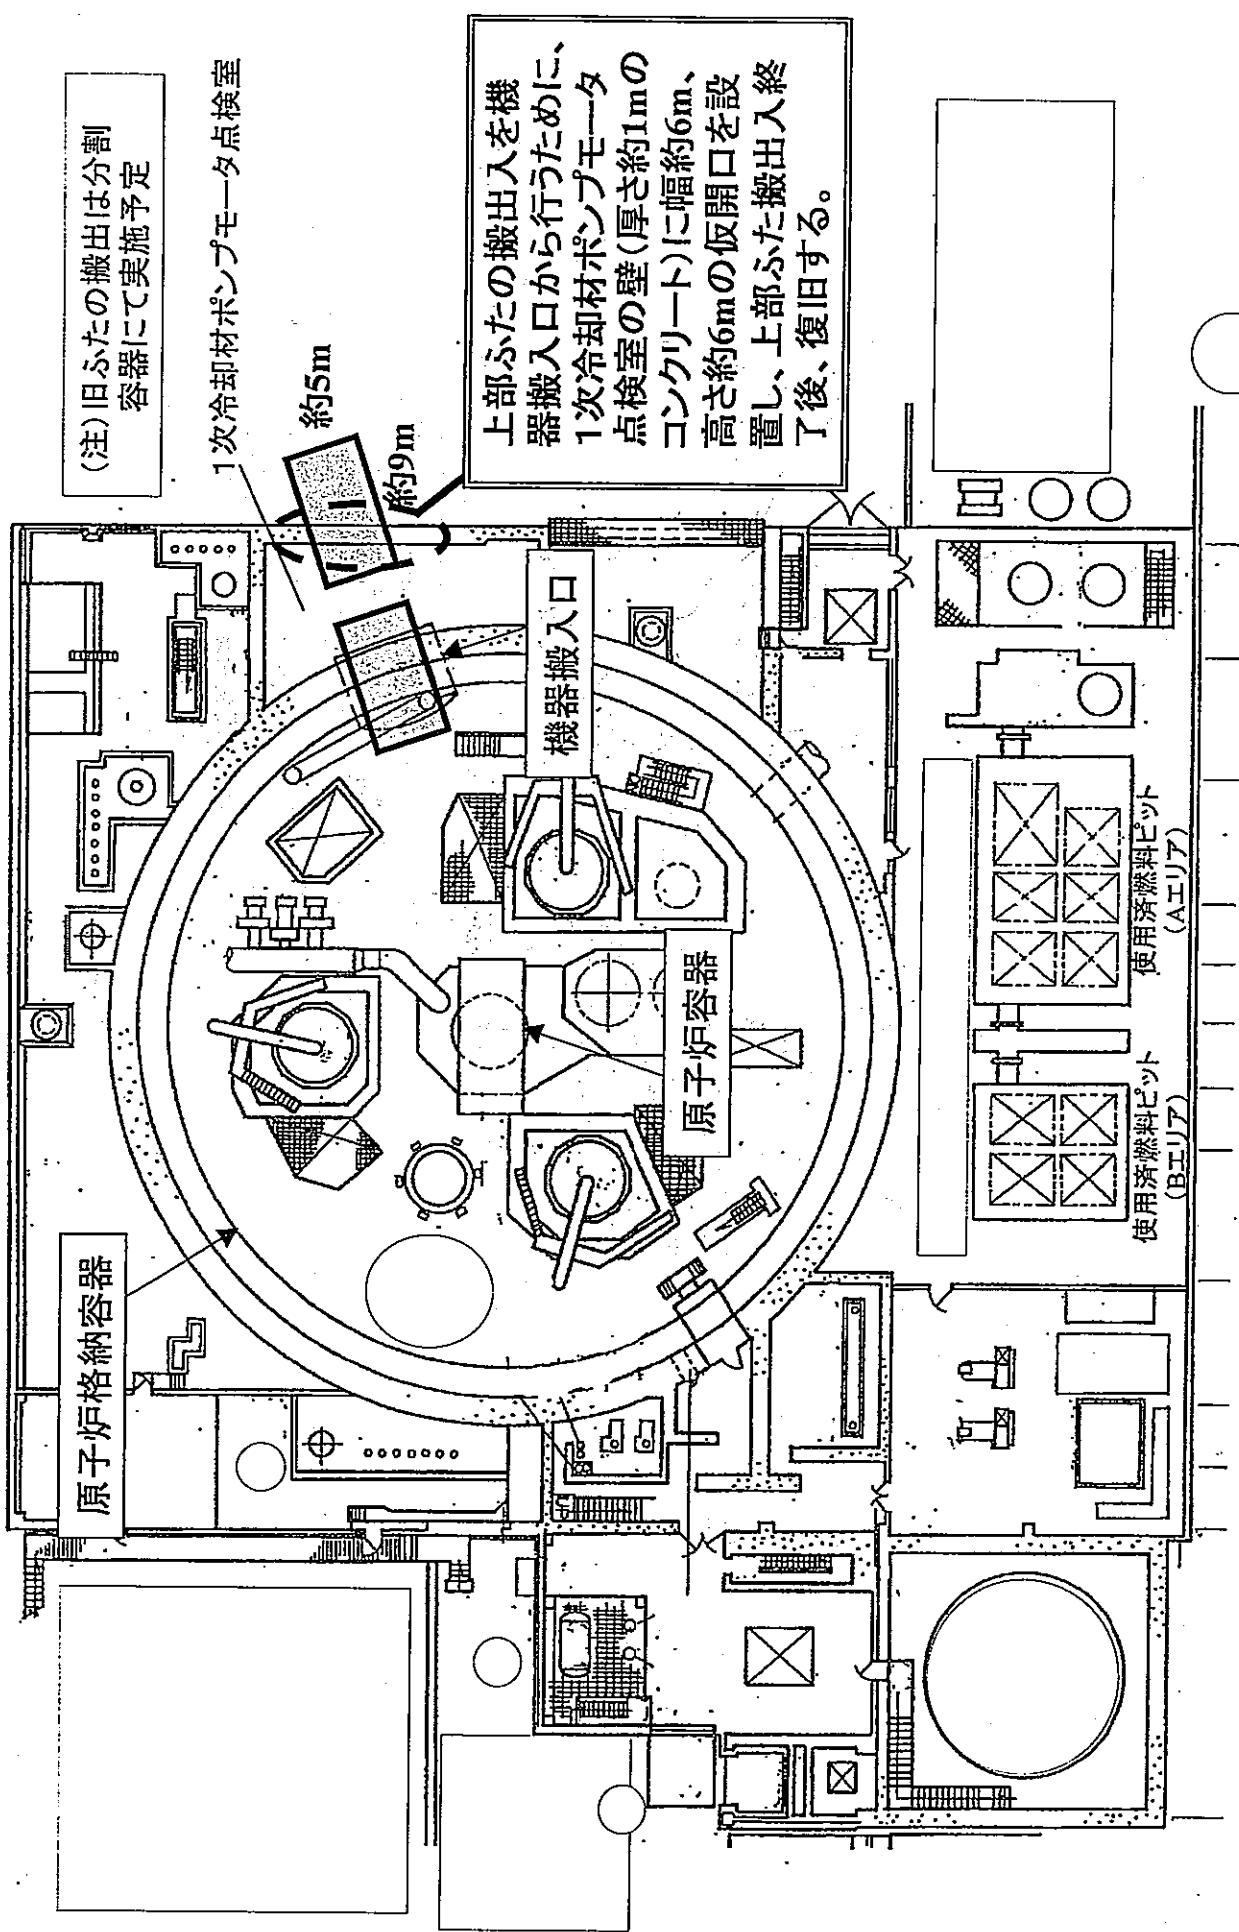 (注)旧ふたの搬出は分割
容器にて実施予定
1次冷却材ポンプモータ点検室
約5m
約9m
上部ふたの搬出入を機
器搬入口から行うために、
1次冷却材ポンプモータ
点検室の壁(厚さ約1mの
コンクリート)に幅約6m、
高さ約6mの仮開口を設
置し、上部ふた搬出入終
了後、復旧する。
機器搬入口
原子炉容器
原子炉格納容器
使用済燃料ピット
(Aエリア)
使用済燃料ピット
(Bエリア)